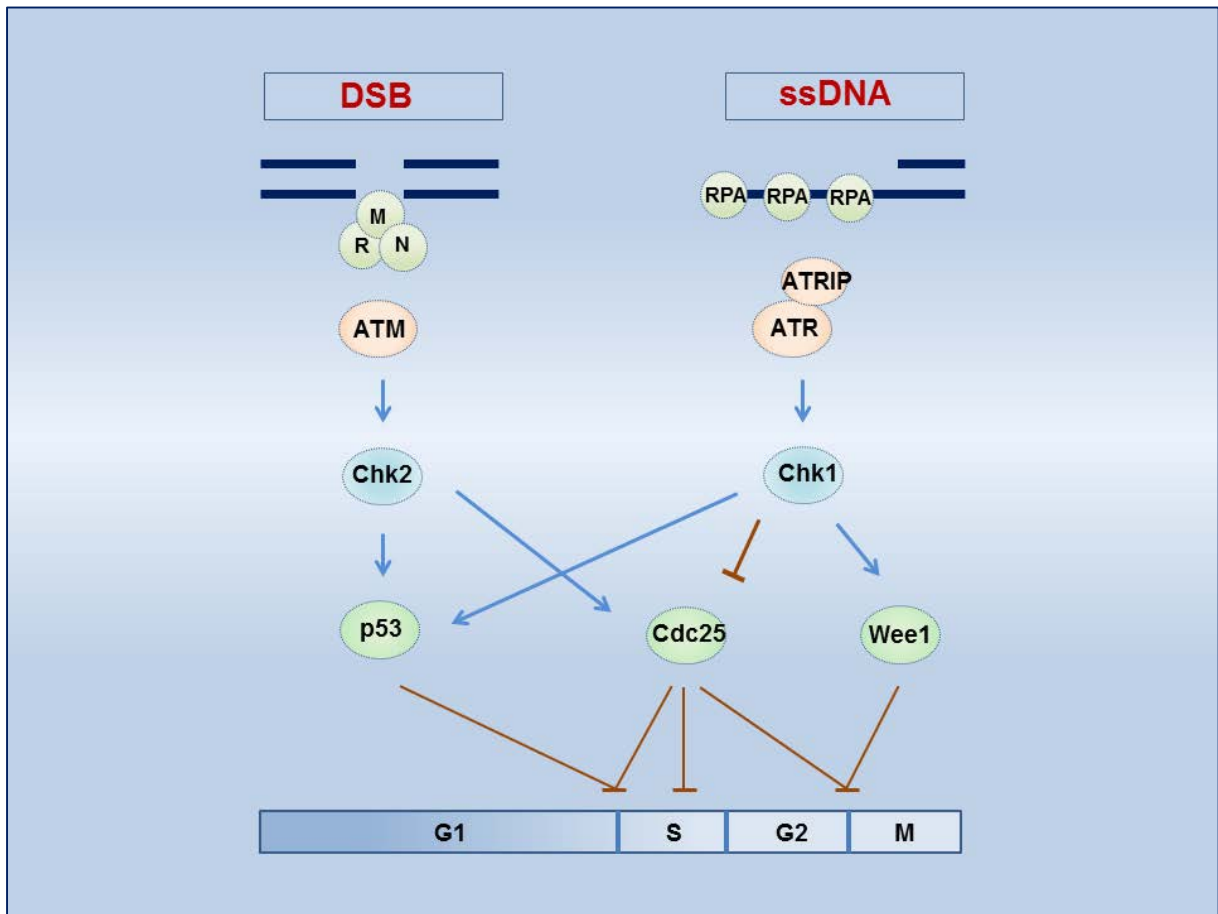 DSB
ssDNA
M
R N
RPA RPA RPA
ATRIP
ATM
ATR
Chk2
Chk1
p53
Cdc25
Wee1
G1 S G2 M